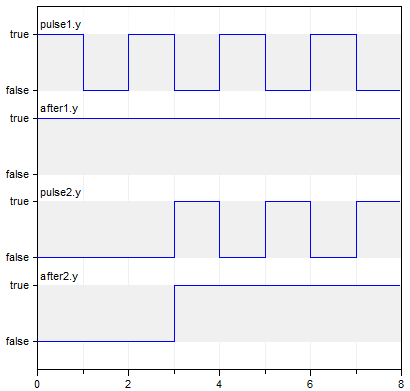 pulse1.y
true
false
after1.y
true
false
pulse2.y
true
false
after2.y
true
false
0 2 4 6 8